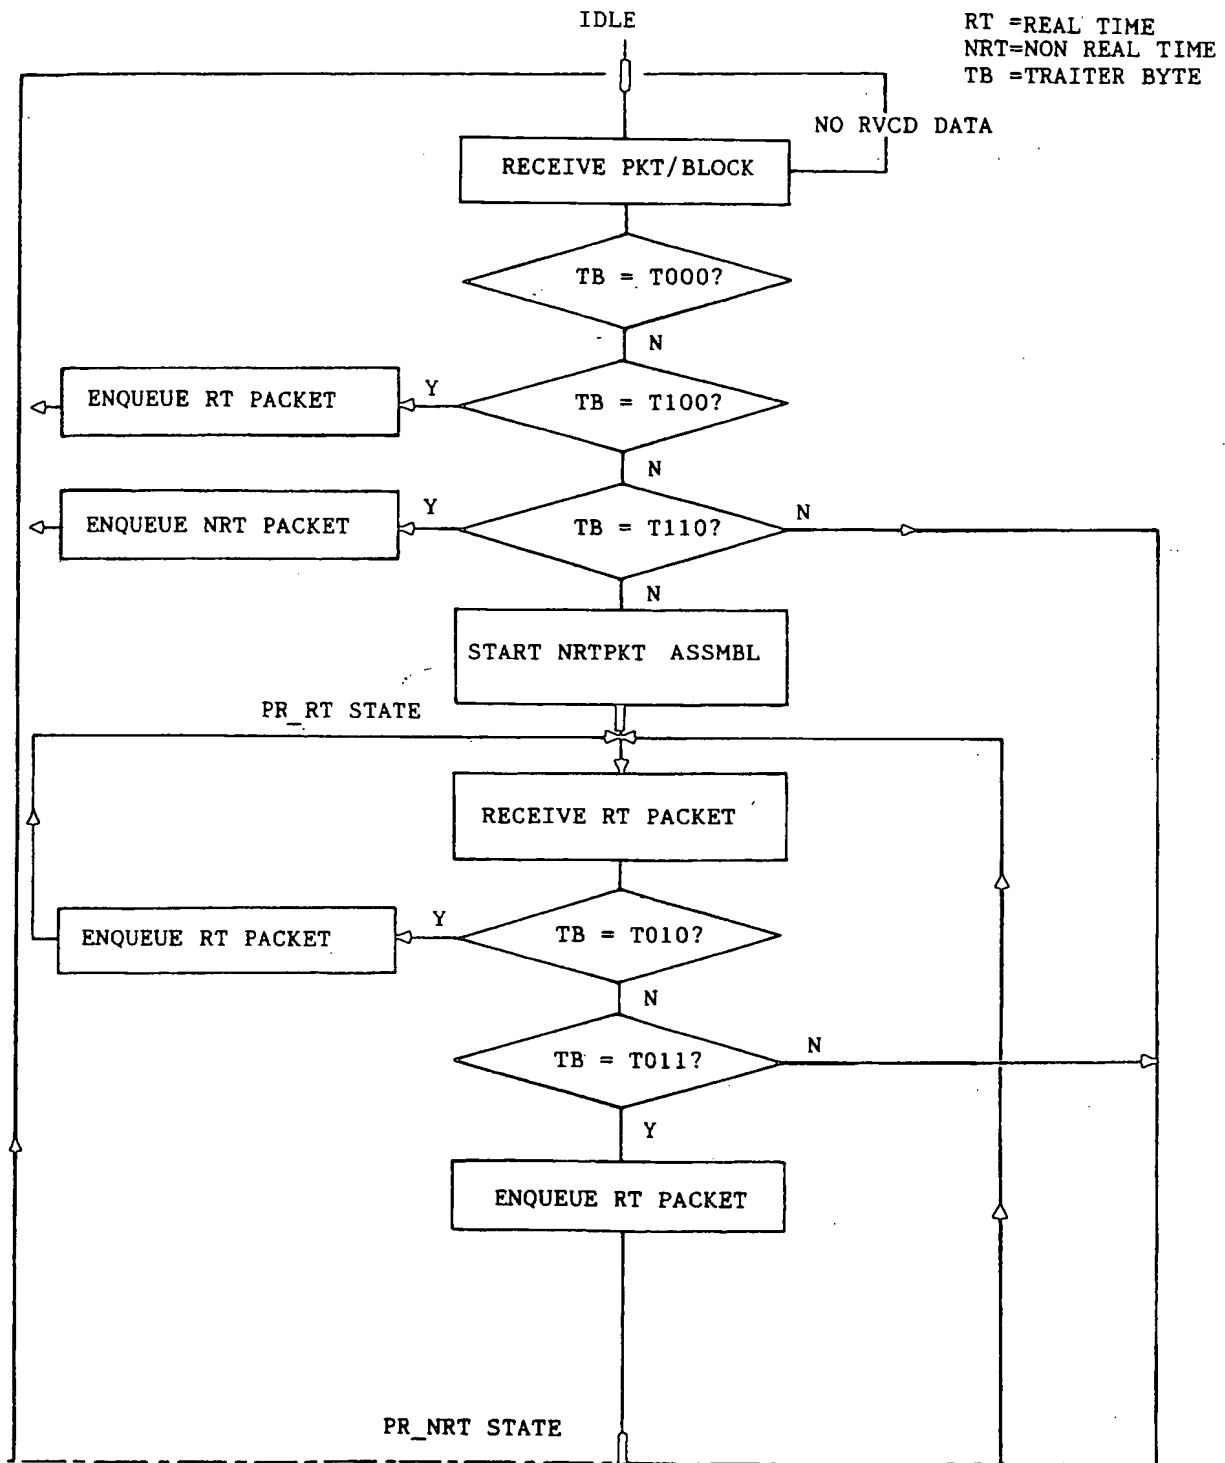 IDLE
RT =REAL TIME
NRT=NON REAL TIME
TB =TRAITER BYTE
NO RVCD DATA
RECEIVE PKT/BLOCK
TB = T000?
N
ENQUEUE RT PACKET
Y
TB = T100?
N
ENQUEUE NRT PACKET
Y
TB = T110?
N
N
START NRTPKT ASSMBL
PR_RT STATE
RECEIVE RT PACKET
ENQUEUE RT PACKET
Y
TB = T010?
N
TB = T011?
N
Y
ENQUEUE RT PACKET
PR_NRT STATE